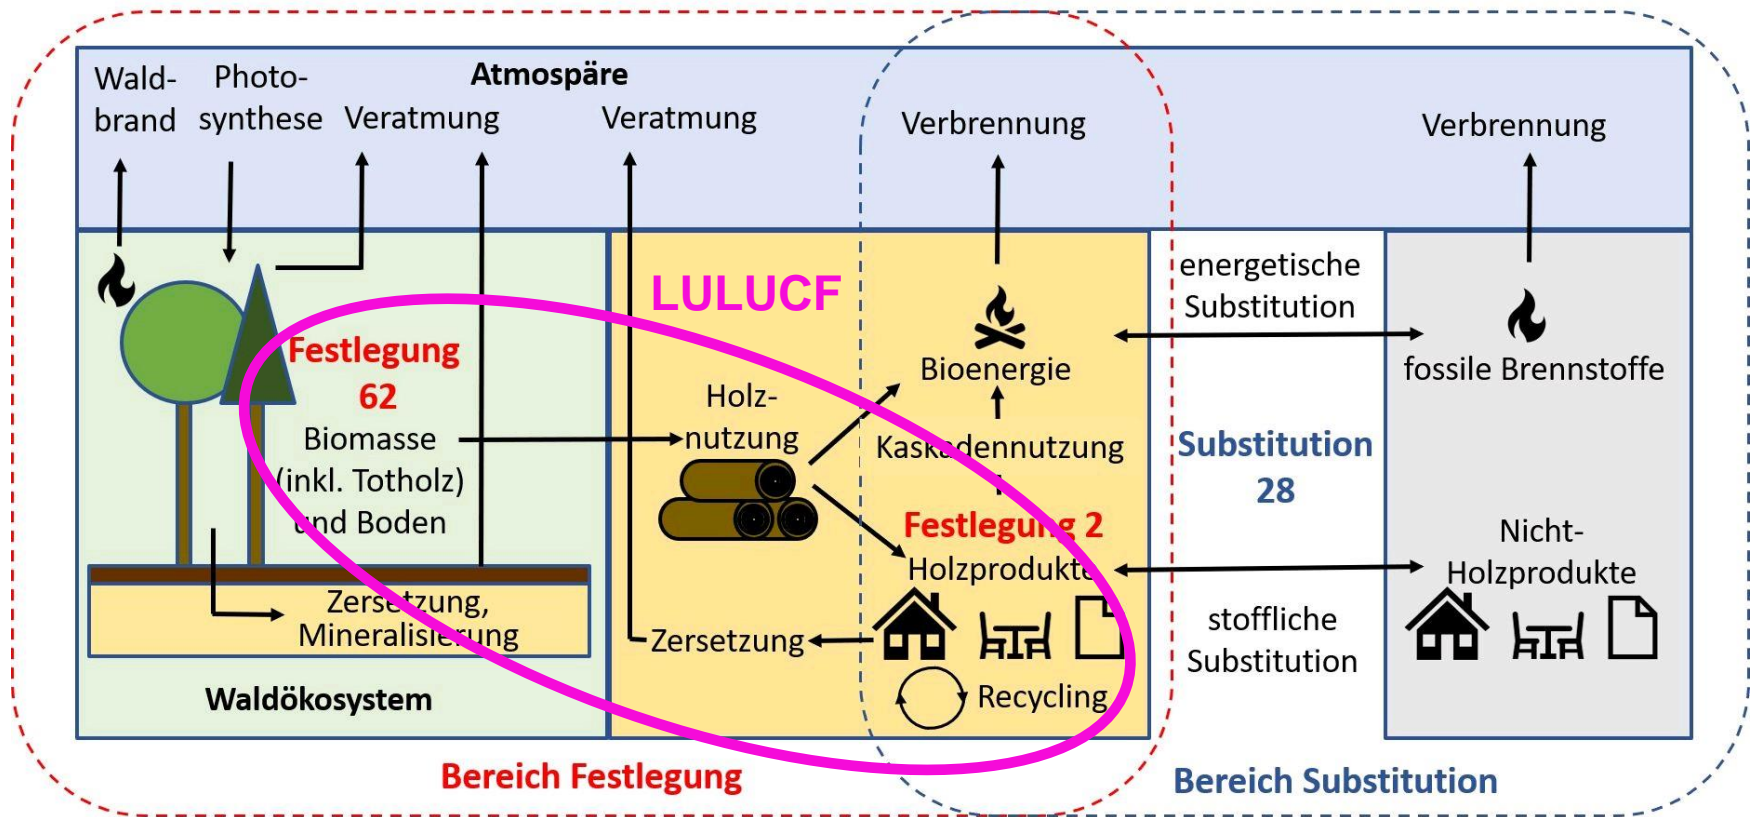 Wald-
brand
Photo-
synthese
Atmospäre
Veratmung
Veratmung
Verbrennung
Verbrennung
LULUCF
energetische
Substitution
Festlegung
62
Biomasse
(inkl. Totholz)
und Boden
Holz-
nutzung
Bioenergie
fossile Brennstoffe
Kaskadennutzung
Substitution
28
Festlegung 2
Holzprodukte
Nicht-
Holzprodukte
Zersetzung,
Mineralisierung
Zersetzung
stoffliche
Substitution
Recycling
Waldökosystem
Bereich Festlegung
Bereich Substitution